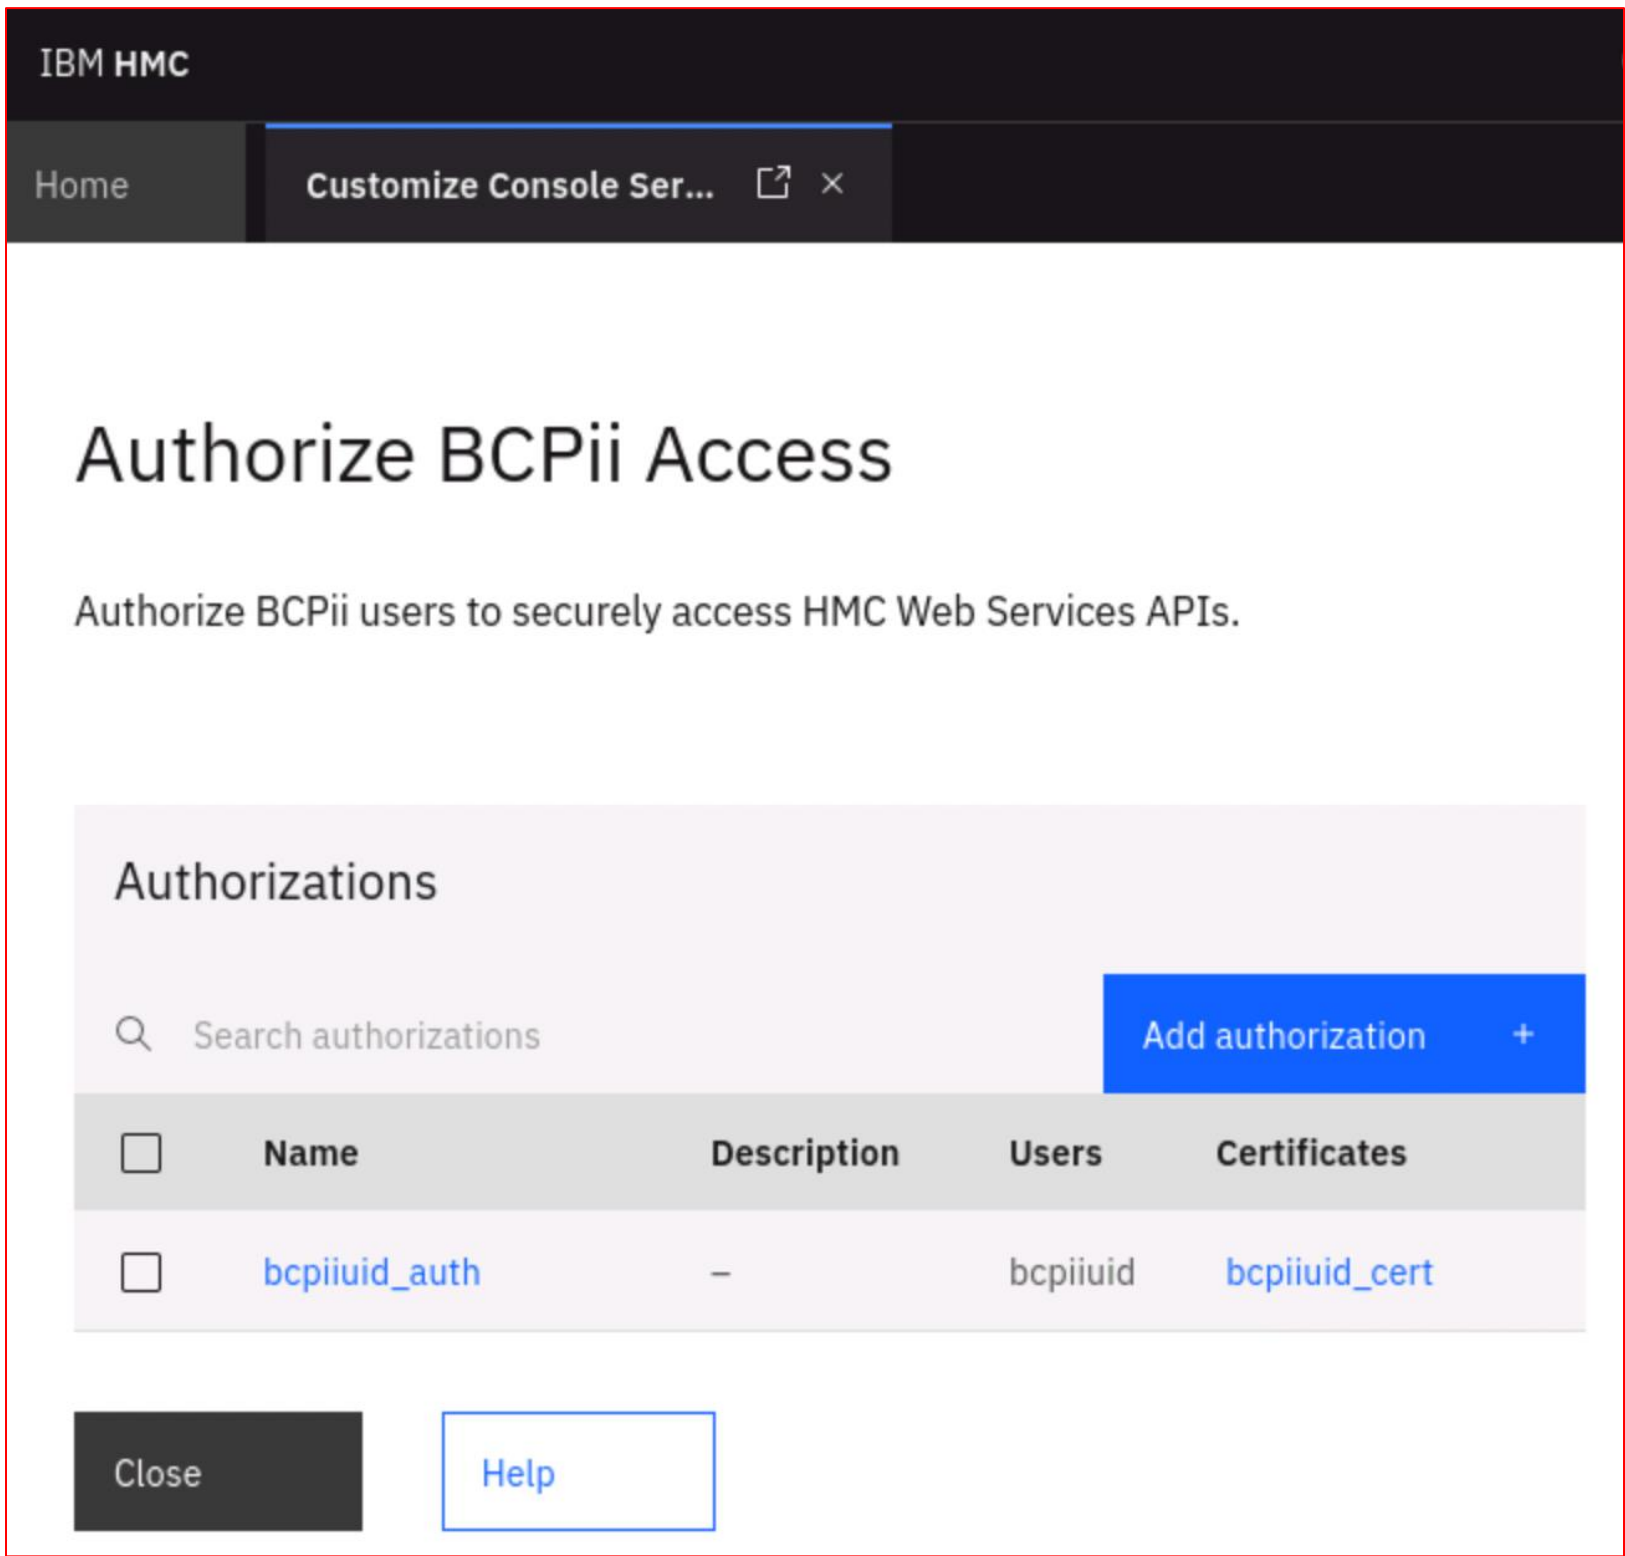 IBM HMC
Home
Customize Console Ser...
Authorize BCPii Access
Authorize BCPii users to securely access HMC Web Services APIs.
Authorizations
Search authorizations
Add authorization +
Name Description Users Certificates
bcpiiuid_auth – bcpiiuid bcpiiuid_cert
Close
Help